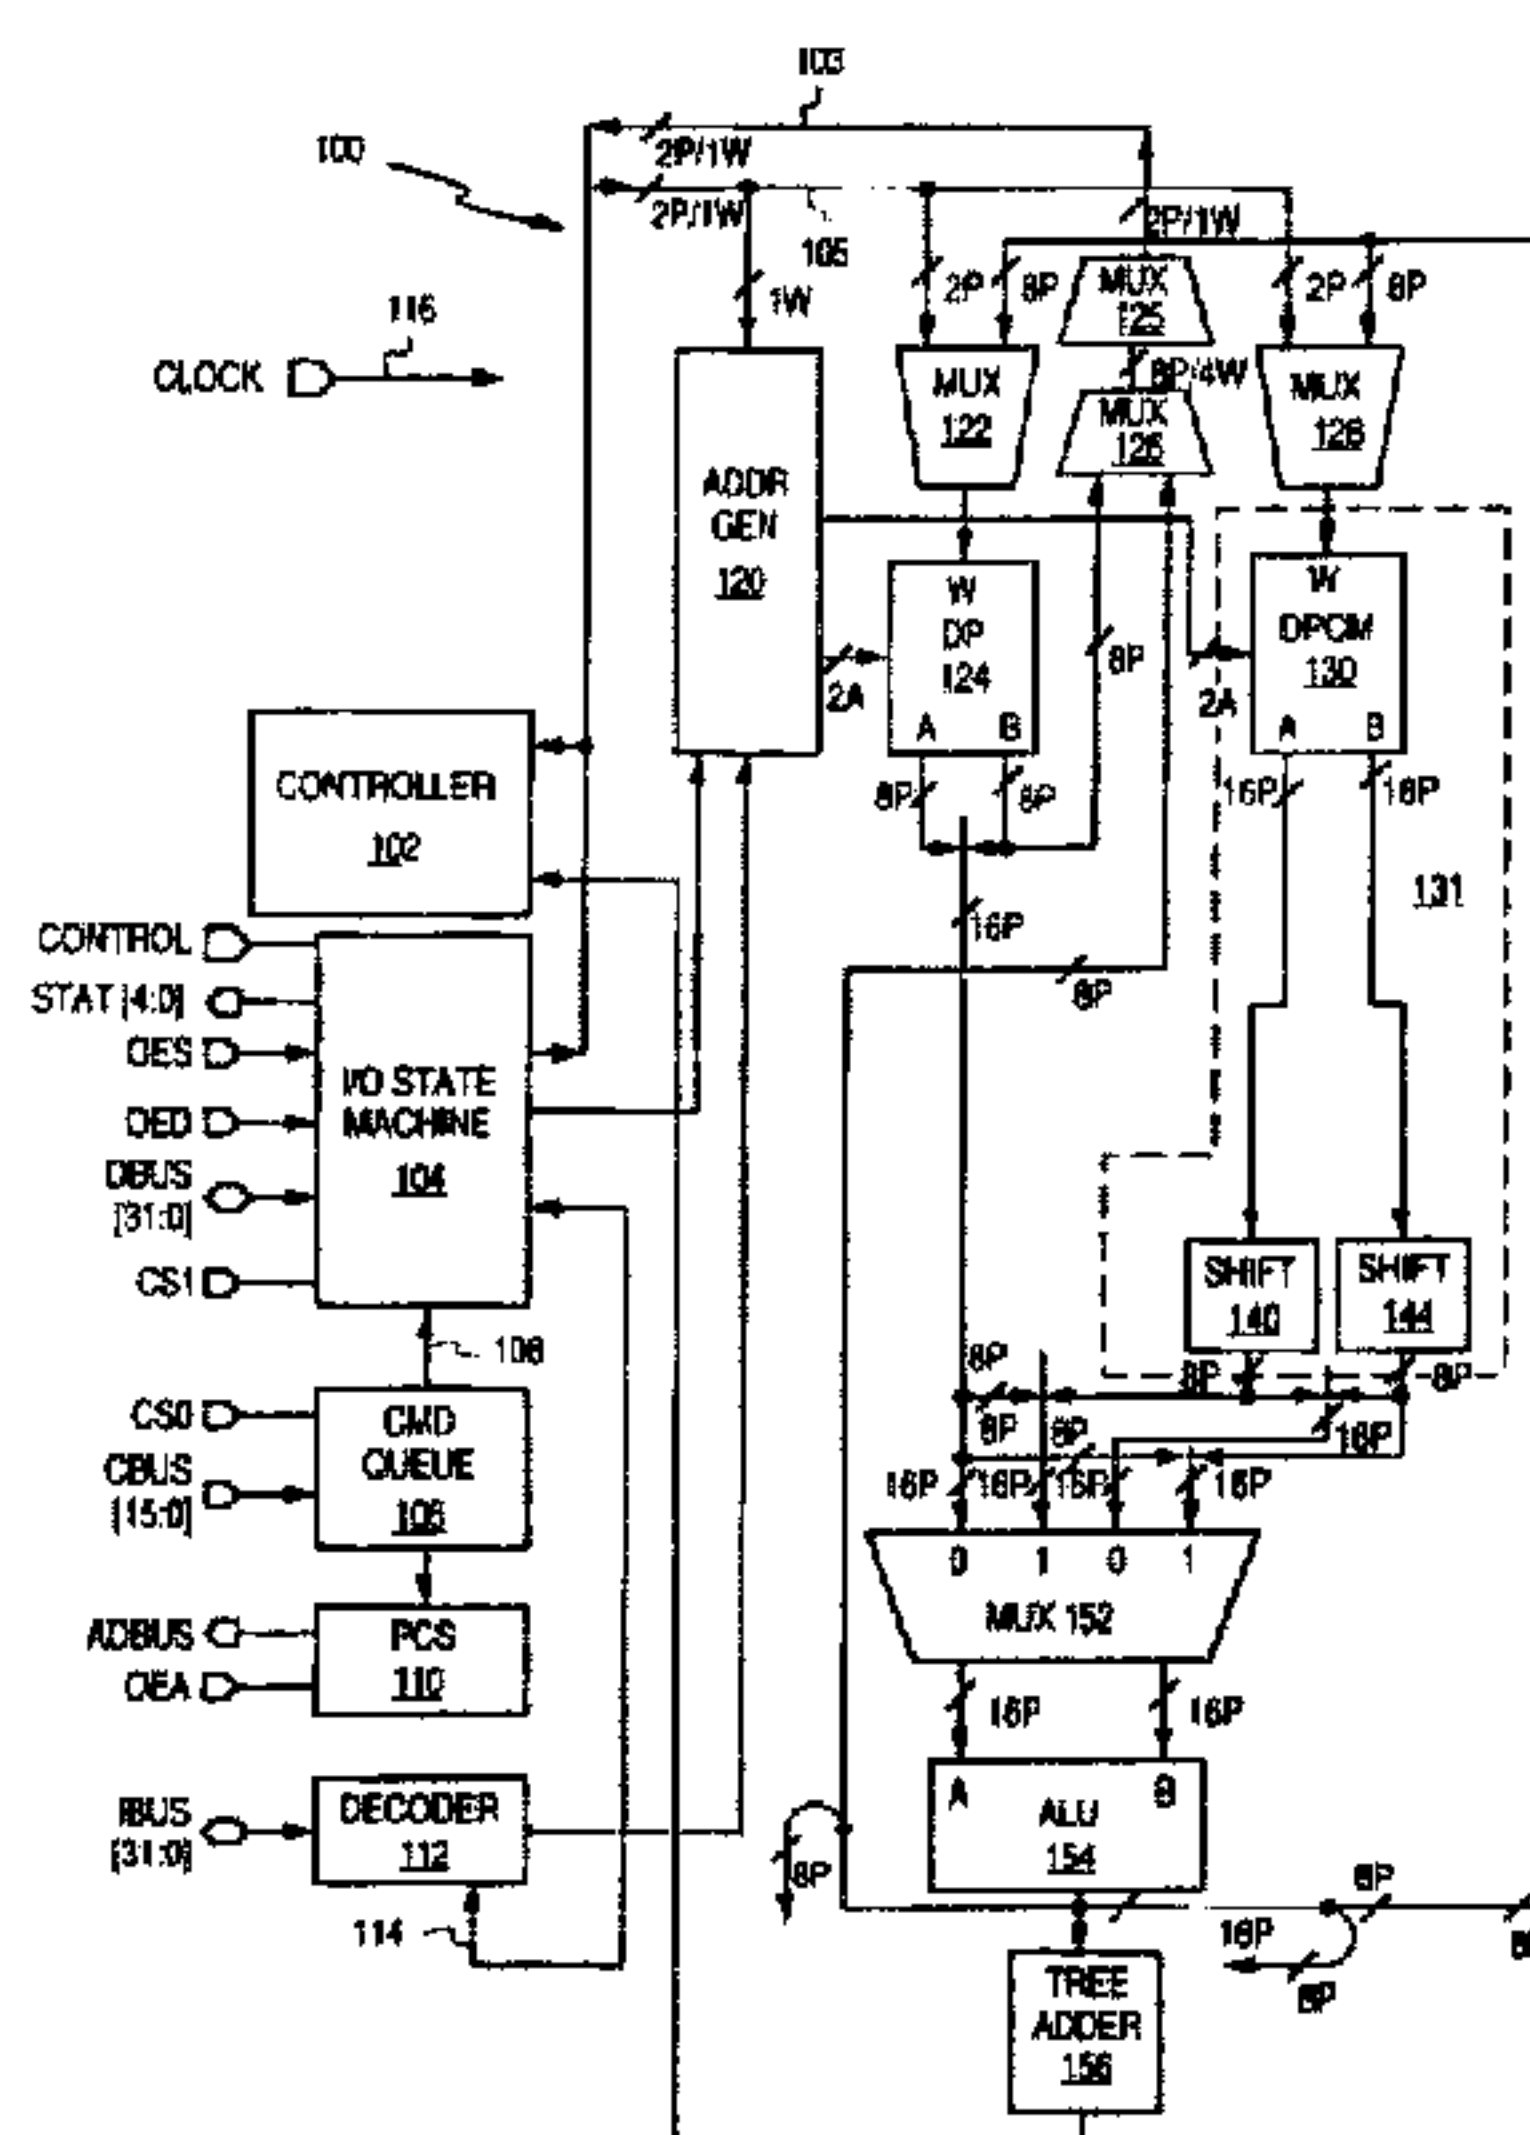 103
100
2P/1W
2P/1W
105
2P/1W
116
CLOCK
1W
2P
8P
MUX
125
2P
8P
8P/4W
MUX
122
MUX
126
MUX
128
ADDR
GEN
120
W
DP
124
A B
2A
8P
W
DPCM
130
A B
2A
8P
8P
16P
16P
CONTROLLER
102
131
16P
8P
CONTROL
STAT [4:0]
OES
OED
DBUS
[31:0]
CS1
I/O STATE
MACHINE
104
SHIFT
140
SHIFT
144
108
8P
8P
8P
CS0
CBUS
[15:0]
CMD
QUEUE
106
8P
8P
16P
16P
16P
16P
16P
0 1 0 1
MUX 152
ADBUS
OEA
PCS
110
16P
16P
IBUS
[31:0]
DECODER
112
A B
ALU
154
8P
114
8P
16P
8P
TREE
ADDER
156